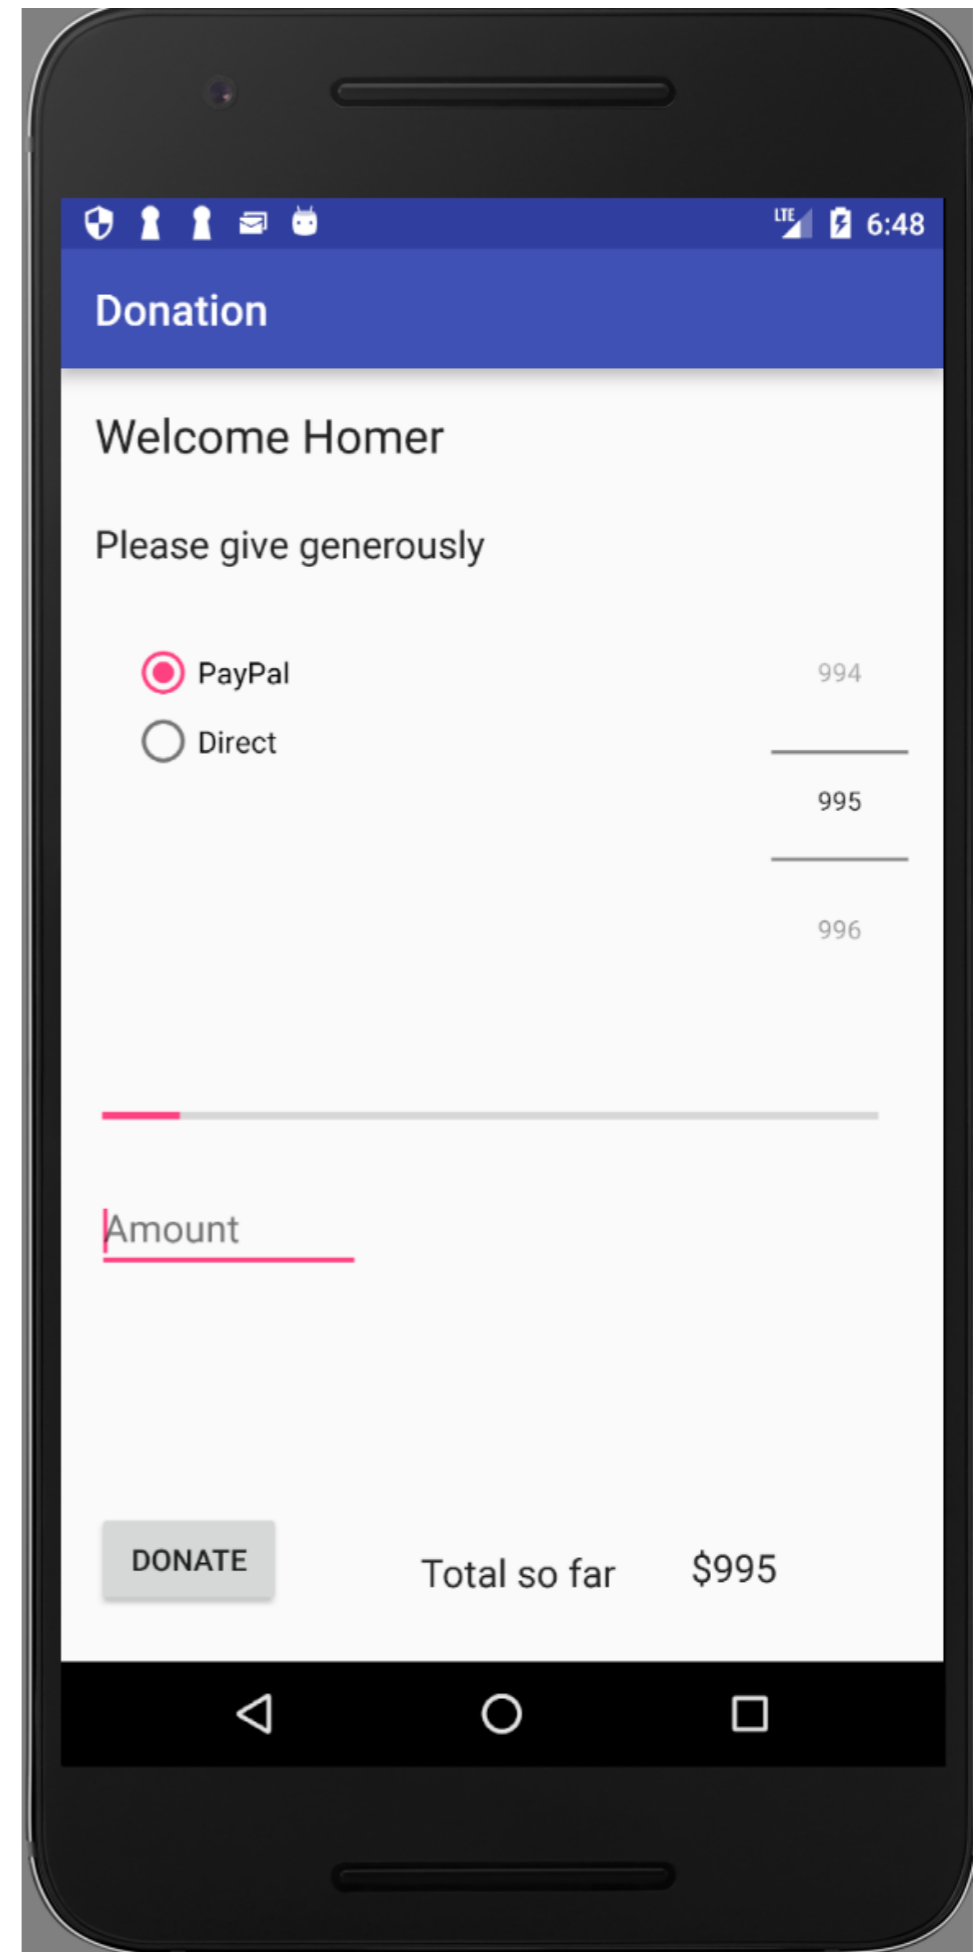 LTE 6:48
Donation
Welcome Homer
Please give generously
PayPal
994
Direct
995
996
Amount
DONATE Total so far $995